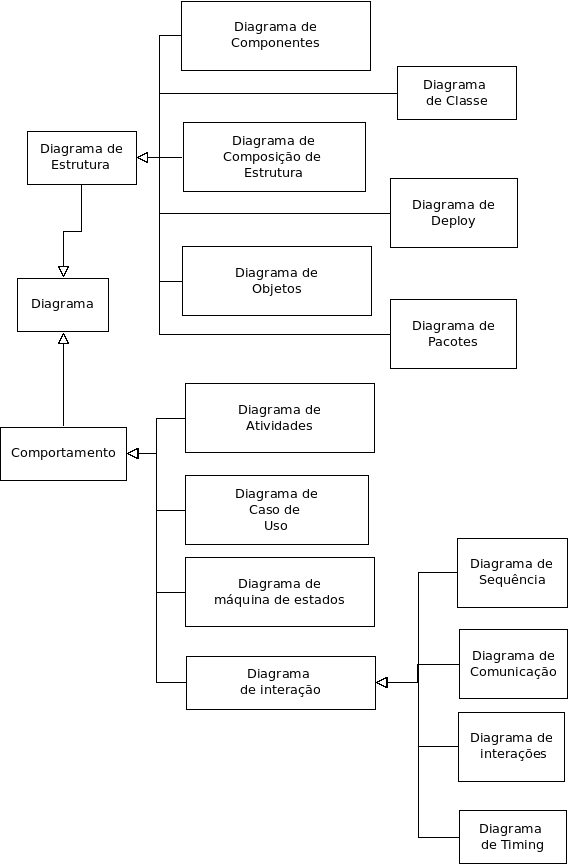 Diagrama de
Componentes
Diagrama
de Classe
Diagrama de
Estrutura
Diagrama de
Composição de
Estrutura
Diagrama de
Deploy
Diagrama de
Objetos
Diagrama
Diagrama de
Pacotes
Diagrama de
Atividades
Comportamento
Diagrama de
Caso de
Uso
Diagrama de
máquina de estados
Diagrama de
Sequência
Diagrama
de interação
Diagrama de
Comunicação
Diagrama de
interações
Diagrama
de Timing